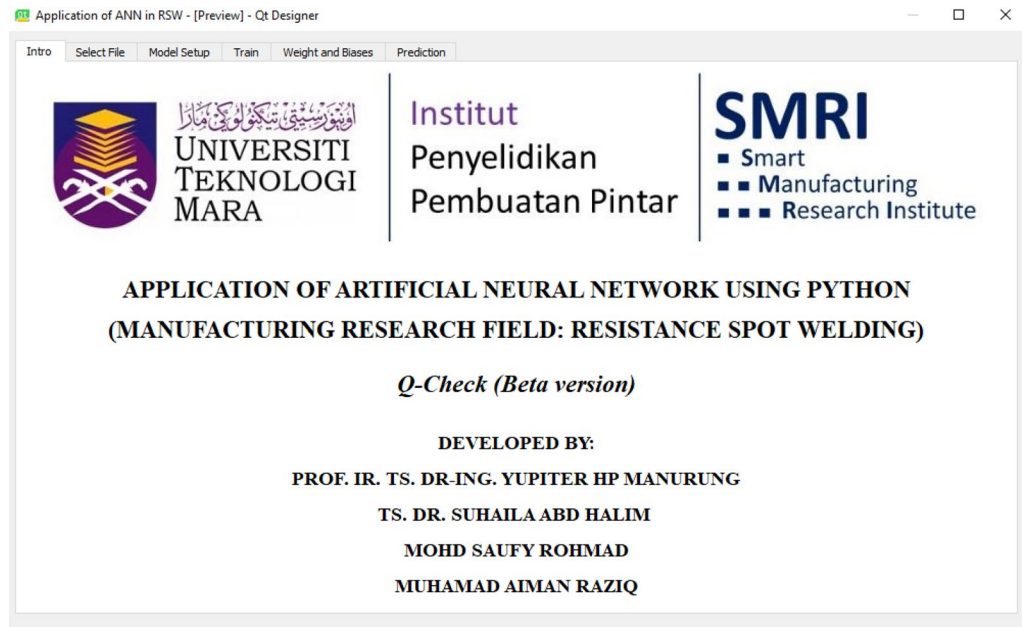 Application of ANN in RSW - [Preview] - Qt Designer
Intro
Select File
Model Setup
Train
Weight and Biases
Prediction
اونيۏرسيتي تيکنولوݢي مارا
UNIVERSITI
TEKNOLOGI
MARA
Institut
Penyelidikan
Pembuatan Pintar
SMRI
Smart
Manufacturing
Research Institute
APPLICATION OF ARTIFICIAL NEURAL NETWORK USING PYTHON
(MANUFACTURING RESEARCH FIELD: RESISTANCE SPOT WELDING)
Q-Check (Beta version)
DEVELOPED BY:
PROF. IR. TS. DR-ING. YUPITER HP MANURUNG
TS. DR. SUHAILA ABD HALIM
MOHD SAUFY ROHMAD
MUHAMAD AIMAN RAZIQ